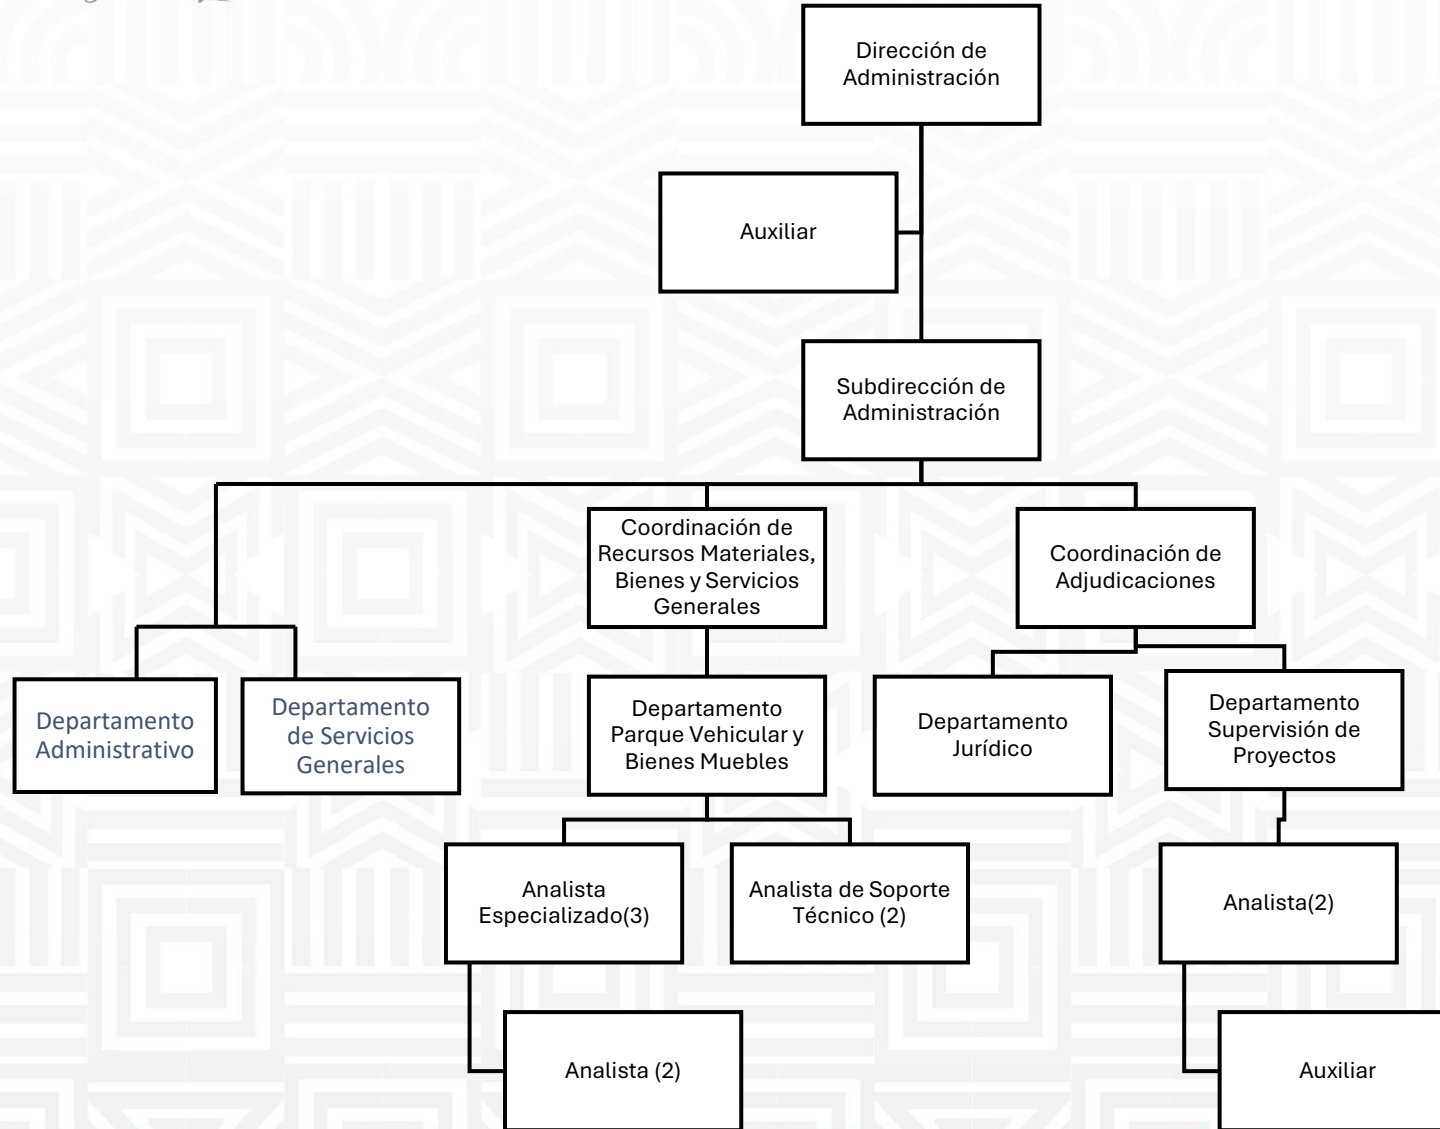 Dirección de
Administración
Auxiliar
Subdirección de
Administración
Coordinación de
Recursos Materiales,
Bienes y Servicios
Generales
Coordinación de
Adjudicaciones
Departamento
Administrativo
Departamento
de Servicios
Generales
Departamento
Parque Vehicular y
Bienes Muebles
Departamento
Jurídico
Departamento
Supervisión de
Proyectos
Analista
Especializado(3)
Analista de Soporte
Técnico (2)
Analista(2)
Analista (2)
Auxiliar